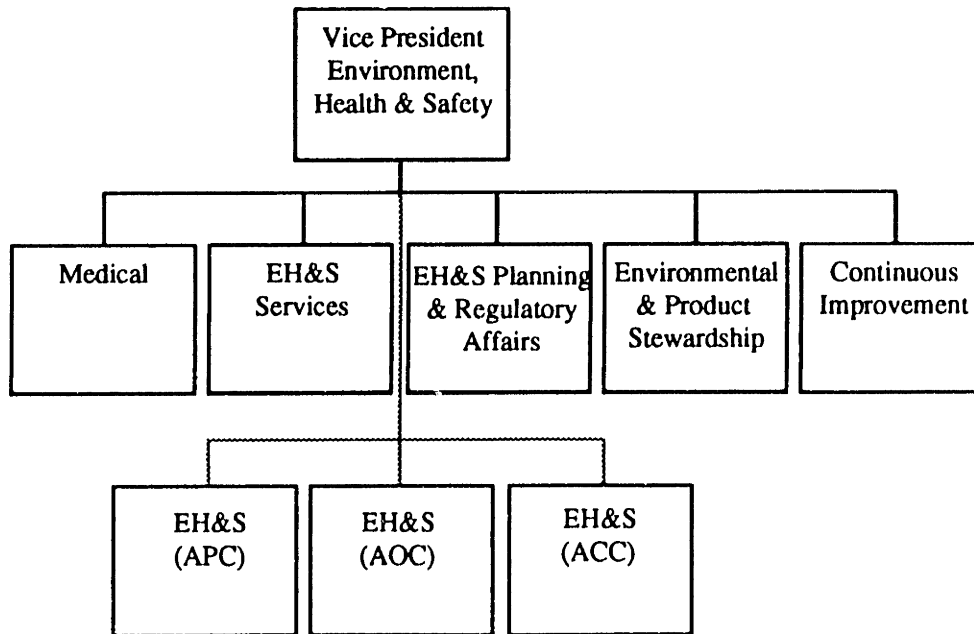 Vice President
Environment,
Health & Safety
Medical
EH&S
Services
EH&S Planning
& Regulatory
Affairs
Environmental
& Product
Stewardship
Continuous
Improvement
EH&S
(APC)
EH&S
(AOC)
EH&S
(ACC)